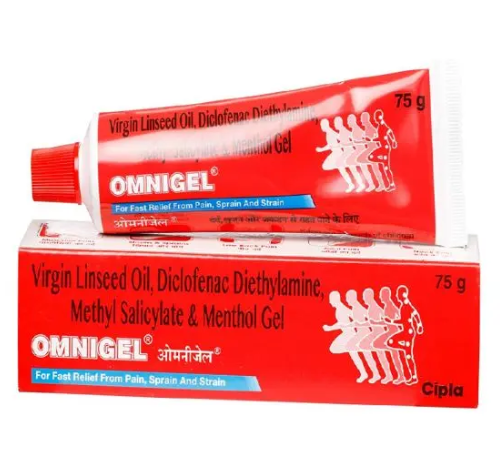 Virgin Linseed Oil, Diclofenac Diethylamine,
Methyl Salicylate & Menthol Gel
75 g
OMNIGEL®
For Fast Relief From Pain, Sprain And Strain
ओमनीजेल®
Virgin Linseed Oil, Diclofenac Diethylamine,
Methyl Salicylate & Menthol Gel
75 g
OMNIGEL® ओमनीजेल®
For Fast Relief From Pain, Sprain And Strain
Cipla